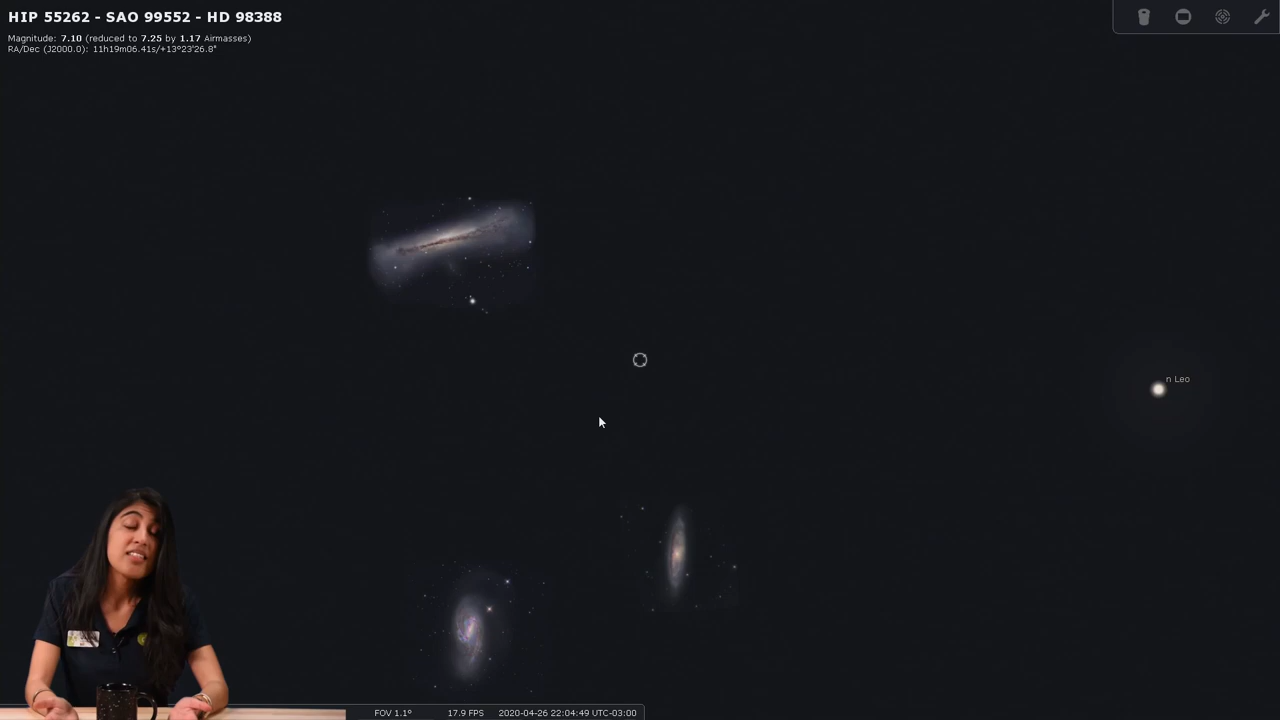 HIP 55262 - SAO 99552 - HD 98388
Magnitude: 7.10 (reduced to 7.25 by 1.17 Airmasses)
RA/Dec (J2000.0): 11h19m06.41s/+13°23'26.8"
n Leo
FOV 1.1° 17.9 FPS 2020-04-26 22:04:49 UTC-03:00